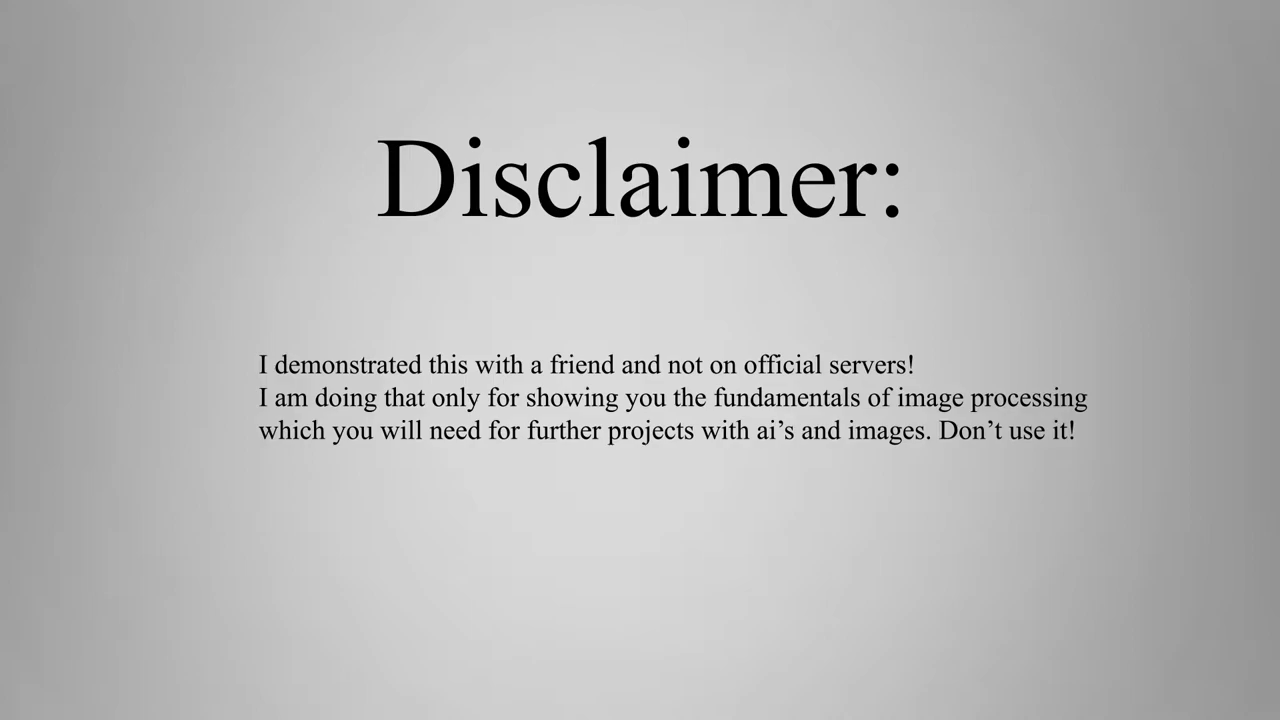 Disclaimer:
I demonstrated this with a friend and not on official servers!
I am doing that only for showing you the fundamentals of image processing
which you will need for further projects with ai’s and images. Don’t use it!